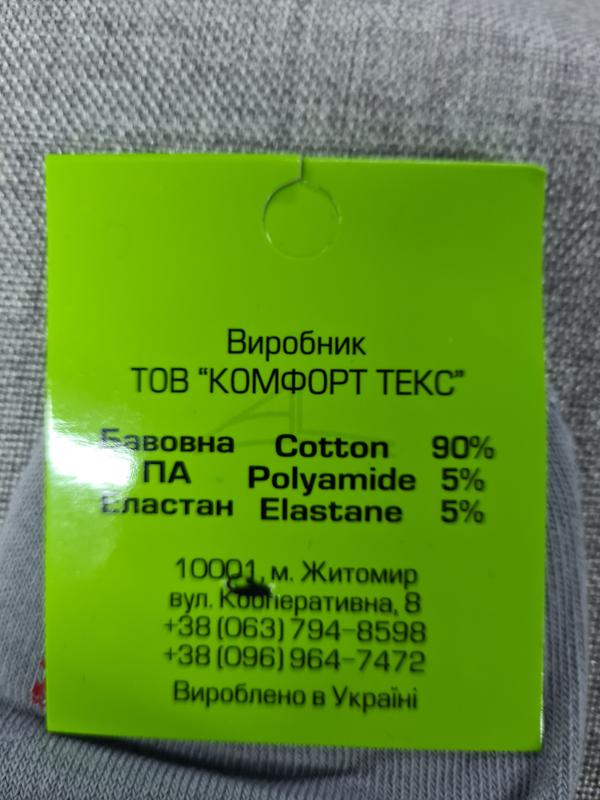 Виробник
ТОВ "КОМФОРТ ТЕКС"
Бавовна Cotton 90%
ПА Polyamide 5%
Еластан Elastane 5%
10001, м. Житомир
вул. Кооперативна, 8
+38 (063) 794-8598
+38 (096) 964-7472
Вироблено в Україні